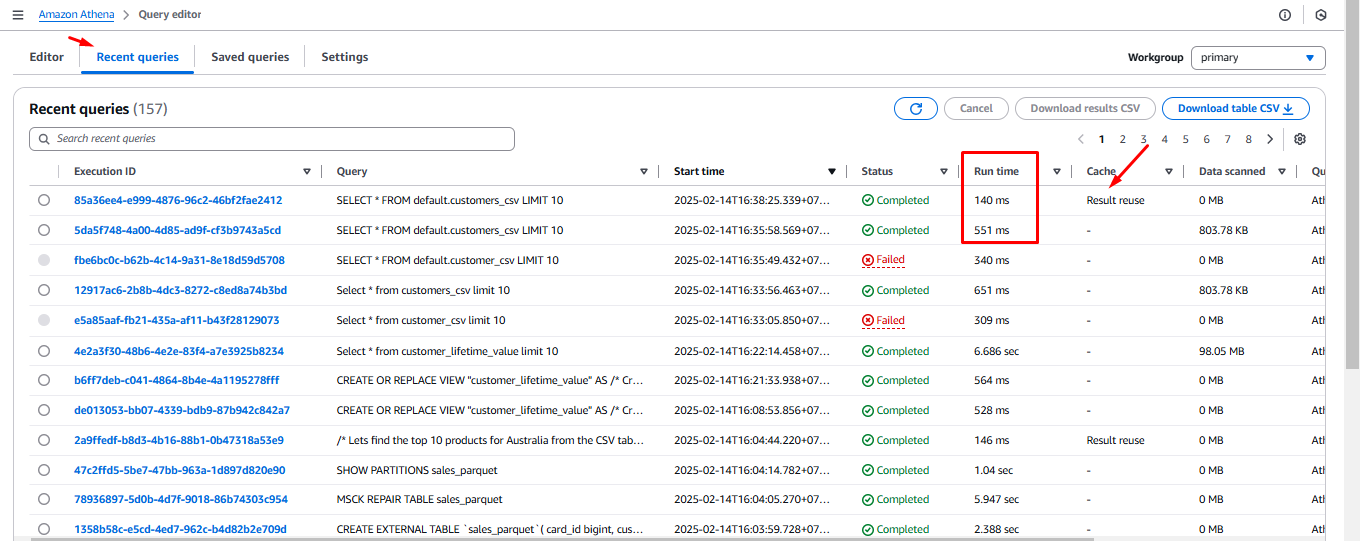 Amazon Athena > Query editor
Editor Recent queries Saved queries Settings Workgroup primary
Recent queries (157) Cancel Download results CSV Download table CSV
Search recent queries 1 2 3 4 5 6 7 8
Execution ID Query Start time Status Run time Cache Data scanned Qu
85a36ee4-e999-4876-96c2-46bf2fae2412 SELECT * FROM default.customers_csv LIMIT 10 2025-02-14T16:38:25.339+07... Completed 140 ms Result reuse 0 MB Ath
5da5f748-4a00-4d85-ad9f-cf3b9743a5cd SELECT * FROM default.customers_csv LIMIT 10 2025-02-14T16:35:58.569+07... Completed 551 ms - 803.78 KB Ath
fbe6bc0c-b62b-4c14-9a31-8e18d59d5708 SELECT * FROM default.customer_csv LIMIT 10 2025-02-14T16:35:49.432+07... Failed 340 ms - 0 MB Ath
12917ac6-2b8b-4dc3-8272-c8ed8a74b3bd Select * from customers_csv limit 10 2025-02-14T16:33:56.463+07... Completed 651 ms - 803.78 KB Ath
e5a85aaf-fb21-435a-af11-b43f28129073 Select * from customer_csv limit 10 2025-02-14T16:33:05.850+07... Failed 309 ms - 0 MB Ath
4e2a3f30-48b6-4e2e-83f4-a7e3925b8234 Select * from customer_lifetime_value limit 10 2025-02-14T16:22:14.458+07... Completed 6.686 sec - 98.05 MB Ath
b6ff7deb-c041-4864-8b4e-4a1195278fff CREATE OR REPLACE VIEW "customer_lifetime_value" AS /* Cr... 2025-02-14T16:21:33.938+07... Completed 564 ms - 0 MB Ath
de013053-bb07-4339-bdb9-87b942c842a7 CREATE OR REPLACE VIEW "customer_lifetime_value" AS /* Cr... 2025-02-14T16:08:53.856+07... Completed 528 ms - 0 MB Ath
2a9ffedf-b8d3-4b16-88b1-0b47318a53e9 /* Lets find the top 10 products for Australia from the CSV tab... 2025-02-14T16:04:44.220+07... Completed 146 ms Result reuse 0 MB Ath
47c2ffd5-5be7-47bb-963a-1d897d820e90 SHOW PARTITIONS sales_parquet 2025-02-14T16:04:14.782+07... Completed 1.04 sec - 0 MB Ath
78936897-5d0b-4d7f-9018-86b74303c954 MSCK REPAIR TABLE sales_parquet 2025-02-14T16:04:05.270+07... Completed 5.947 sec - 0 MB Ath
1358b58c-e5cd-4ed7-962c-b4d82b2e709d CREATE EXTERNAL TABLE `sales_parquet`( card_id bigint, cus... 2025-02-14T16:03:59.728+07... Completed 2.388 sec - 0 MB Ath